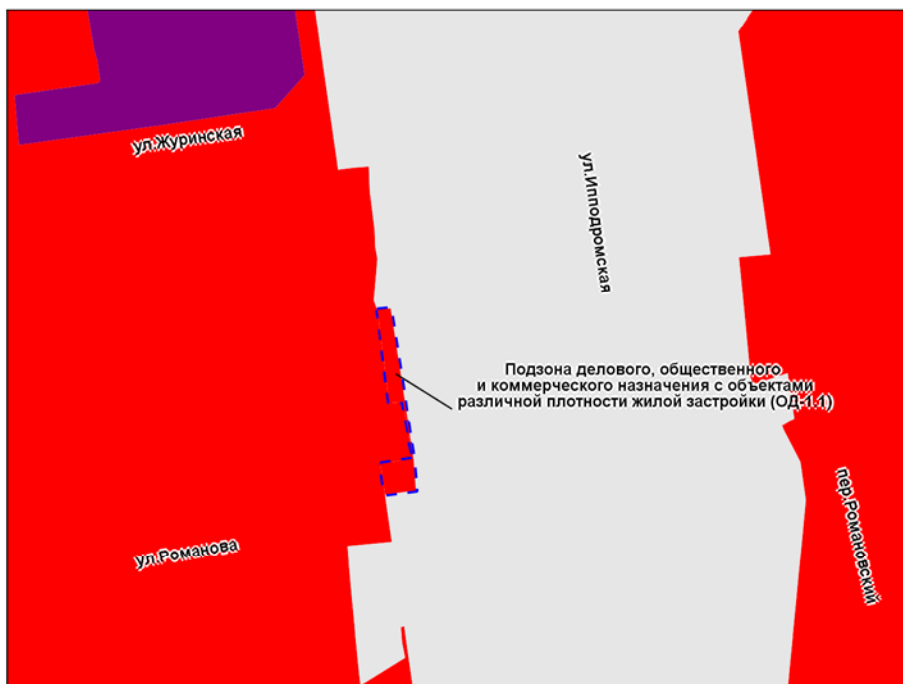 ул.Журинская
ул.Ипподромская
Подзона делового, общественного
и коммерческого назначения с объектами
различной плотности жилой застройки (ОД-1.1)
ул.Романова
пер.Романовский